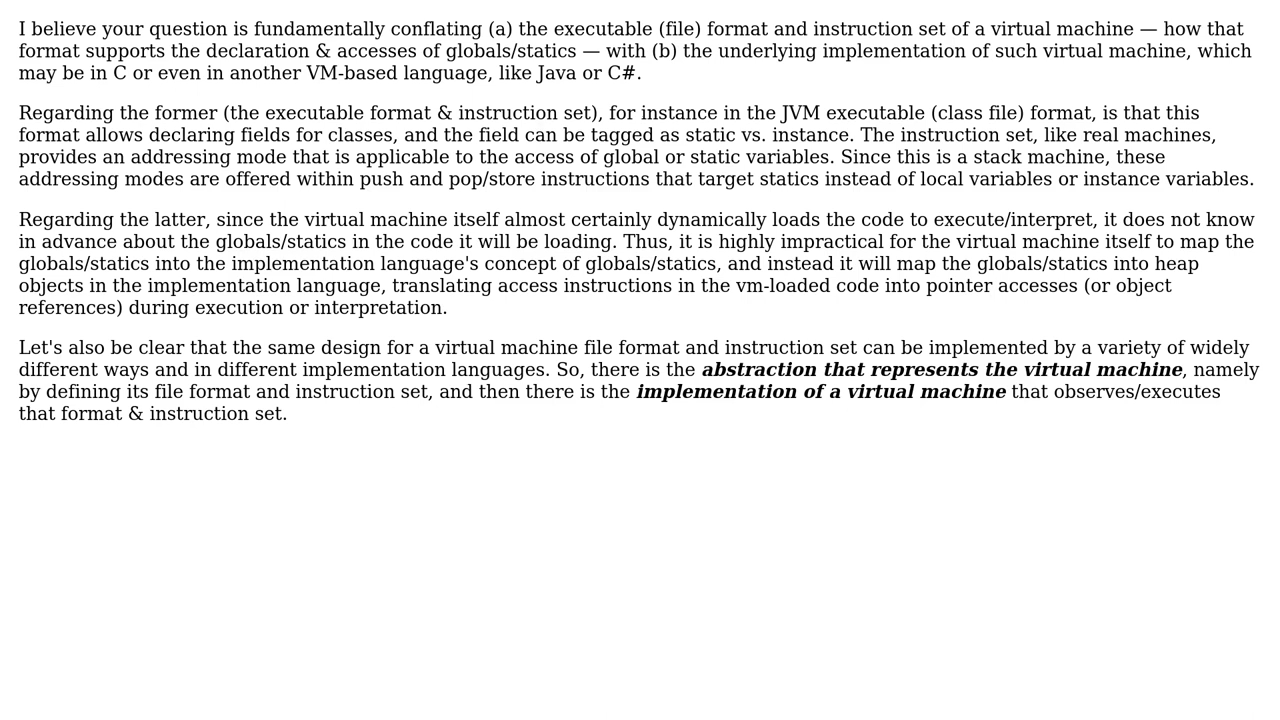 I believe your question is fundamentally conflating (a) the executable (file) format and instruction set of a virtual machine — how that
format supports the declaration & accesses of globals/statics — with (b) the underlying implementation of such virtual machine, which
may be in C or even in another VM-based language, like Java or C#.
Regarding the former (the executable format & instruction set), for instance in the JVM executable (class file) format, is that this
format allows declaring fields for classes, and the field can be tagged as static vs. instance. The instruction set, like real machines,
provides an addressing mode that is applicable to the access of global or static variables. Since this is a stack machine, these
addressing modes are offered within push and pop/store instructions that target statics instead of local variables or instance variables.
Regarding the latter, since the virtual machine itself almost certainly dynamically loads the code to execute/interpret, it does not know
in advance about the globals/statics in the code it will be loading. Thus, it is highly impractical for the virtual machine itself to map the
globals/statics into the implementation language's concept of globals/statics, and instead it will map the globals/statics into heap
objects in the implementation language, translating access instructions in the vm-loaded code into pointer accesses (or object
references) during execution or interpretation.
Let's also be clear that the same design for a virtual machine file format and instruction set can be implemented by a variety of widely
different ways and in different implementation languages. So, there is the abstraction that represents the virtual machine, namely
by defining its file format and instruction set, and then there is the implementation of a virtual machine that observes/executes
that format & instruction set.